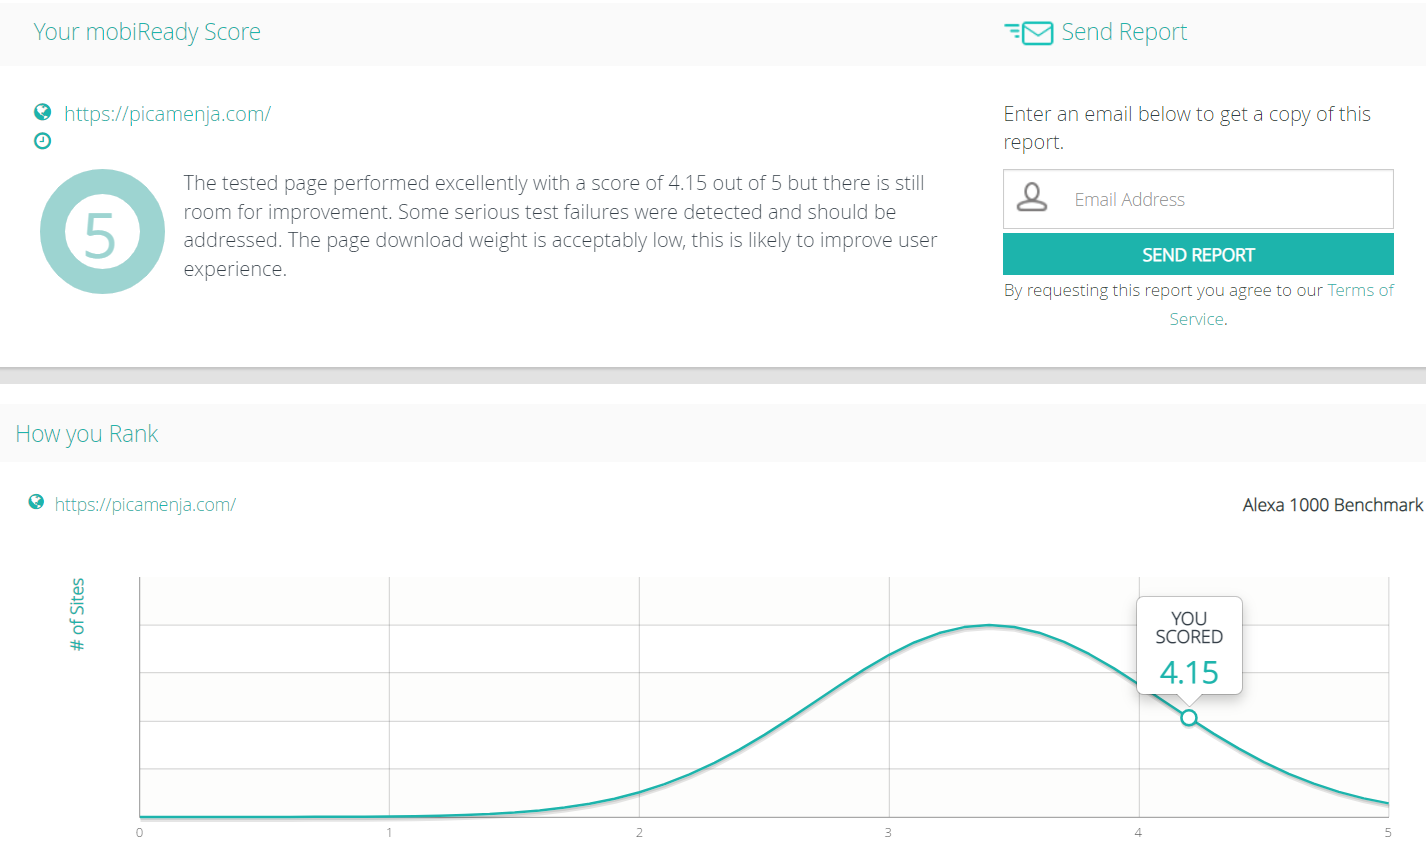 Your mobiReady Score
Send Report
https://picamenja.com/
5
The tested page performed excellently with a score of 4.15 out of 5 but there is still
room for improvement. Some serious test failures were detected and should be
addressed. The page download weight is acceptably low, this is likely to improve user
experience.
Enter an email below to get a copy of this
report.
Email Address
SEND REPORT
By requesting this report you agree to our Terms of
Service.
How you Rank
https://picamenja.com/
Alexa 1000 Benchmark
# of Sites
YOU
SCORED
4.15
0 1 2 3 4 5